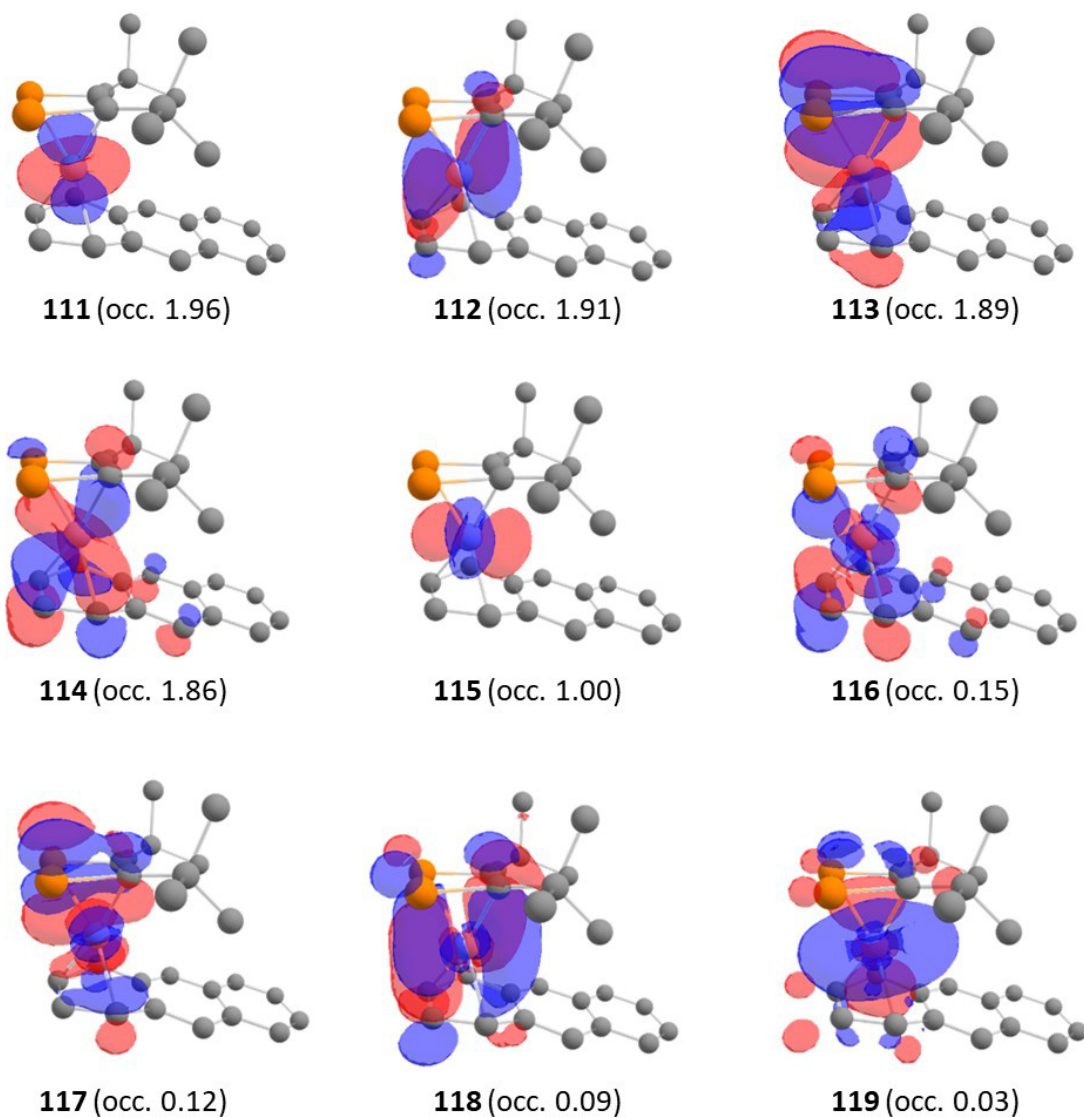 111 (occ. 1.96)
112 (occ. 1.91)
113 (occ. 1.89)
114 (occ. 1.86)
115 (occ. 1.00)
116 (occ. 0.15)
117 (occ. 0.12)
118 (occ. 0.09)
119 (occ. 0.03)